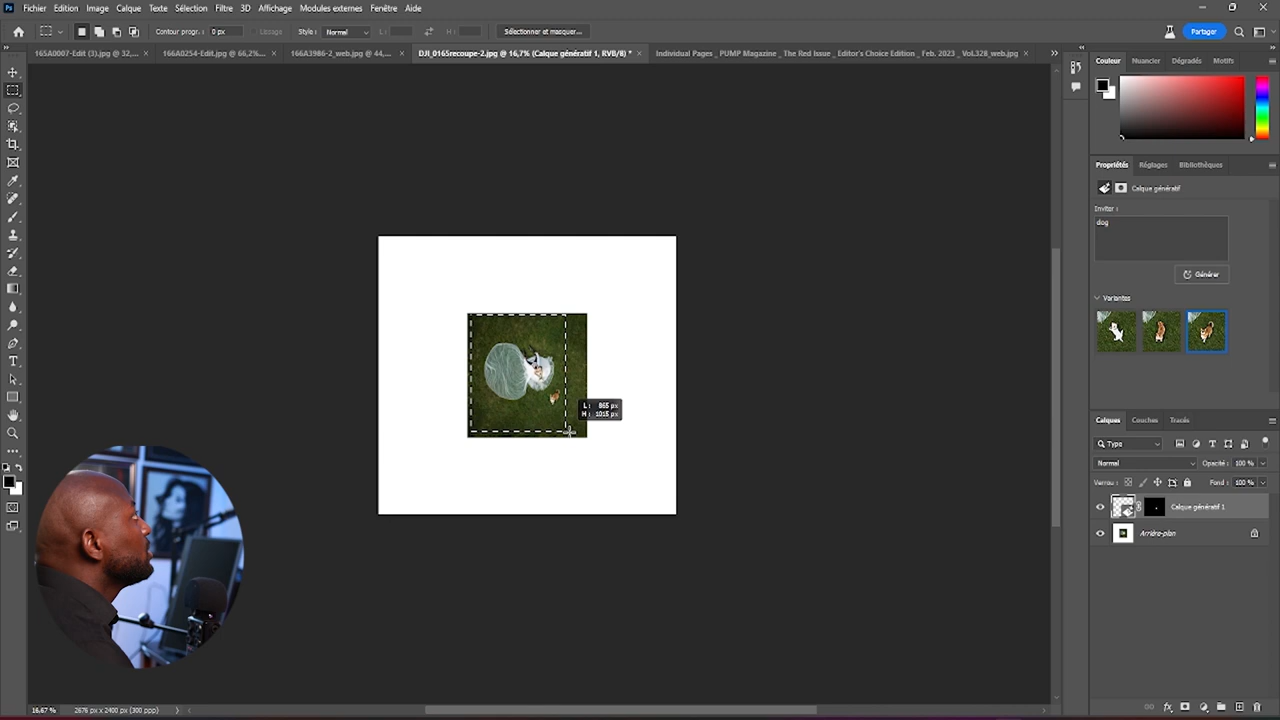 Ps Fichier Edition Image Calque Texte Sélection Filtre 3D Affichage Modules externes Fenêtre Aide
Contour progr. : 0 px Lissage Style : Normal L : H : Sélectionner et masquer... Partager
165A0007-Edit (3).jpg @ 32,... × 166A0254-Edit.jpg @ 66,2%... × 166A3986-2_web.jpg @ 44,... × DJI_0165recoupe-2.jpg @ 16,7% (Calque génératif 1, RVB/8) * × Individual Pages _ PUMP Magazine _ The Red Issue _ Editor's Choice Edition _ Feb. 2023 _ Vol.328_web.jpg ×
Couleur Nuancier Dégradés Motifs
Propriétés Réglages Bibliothèques
Calque génératif
Inviter :
dog
Générer
Variantes
L : 865 px
H : 1015 px
Calques Couches Tracés
Type
Normal Opacité : 100 %
Verrou : Fond : 100 %
Calque génératif 1
Arrière-plan
16,67 % 2676 px x 2400 px (300 ppp)